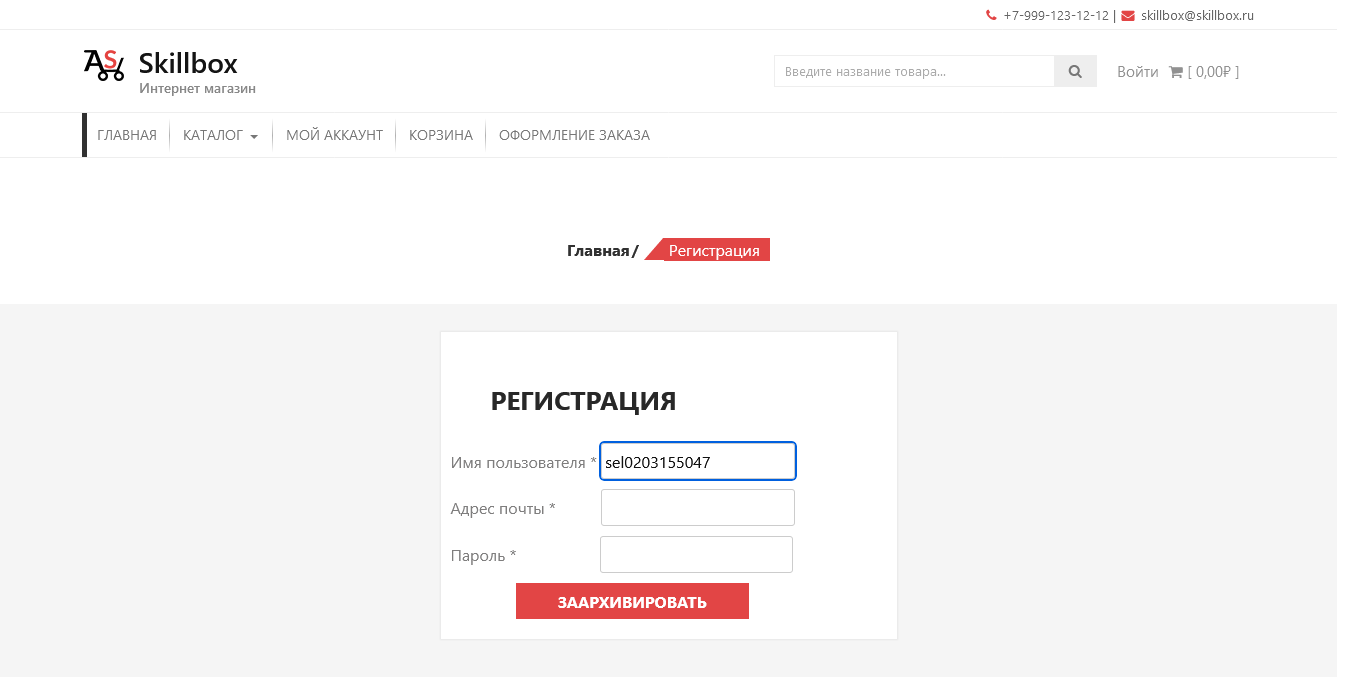 +7-999-123-12-12 | skillbox@skillbox.ru
Skillbox
Интернет магазин
Введите название товара...
Войти [ 0,00₽ ]
ГЛАВНАЯ КАТАЛОГ МОЙ АККАУНТ КОРЗИНА ОФОРМЛЕНИЕ ЗАКАЗА
Главная / Регистрация
РЕГИСТРАЦИЯ
Имя пользователя * sel0203155047
Адрес почты *
Пароль *
ЗААРХИВИРОВАТЬ